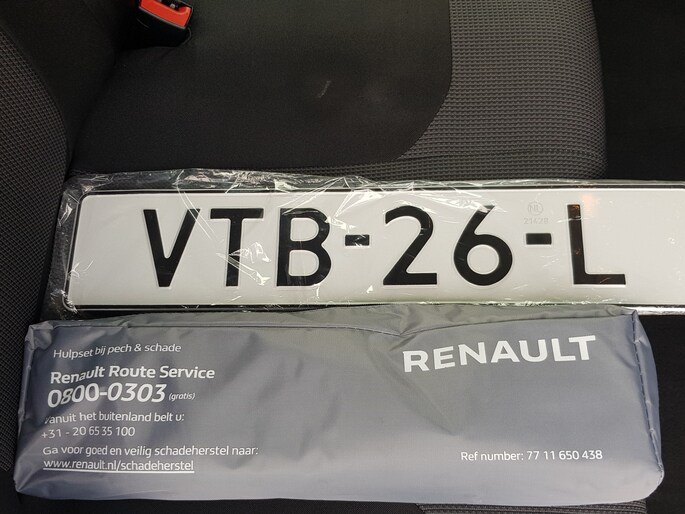 VTB-26-L
Hulpset bij pech & schade
RENAULT
Renault Route Service
0800-0303 (gratis)
Vanuit het buitenland belt u:
+31 - 20 65 35 100
Ga voor goed en veilig schadeherstel naar:
www.renault.nl/schadeherstel
Ref number: 77 11 650 438